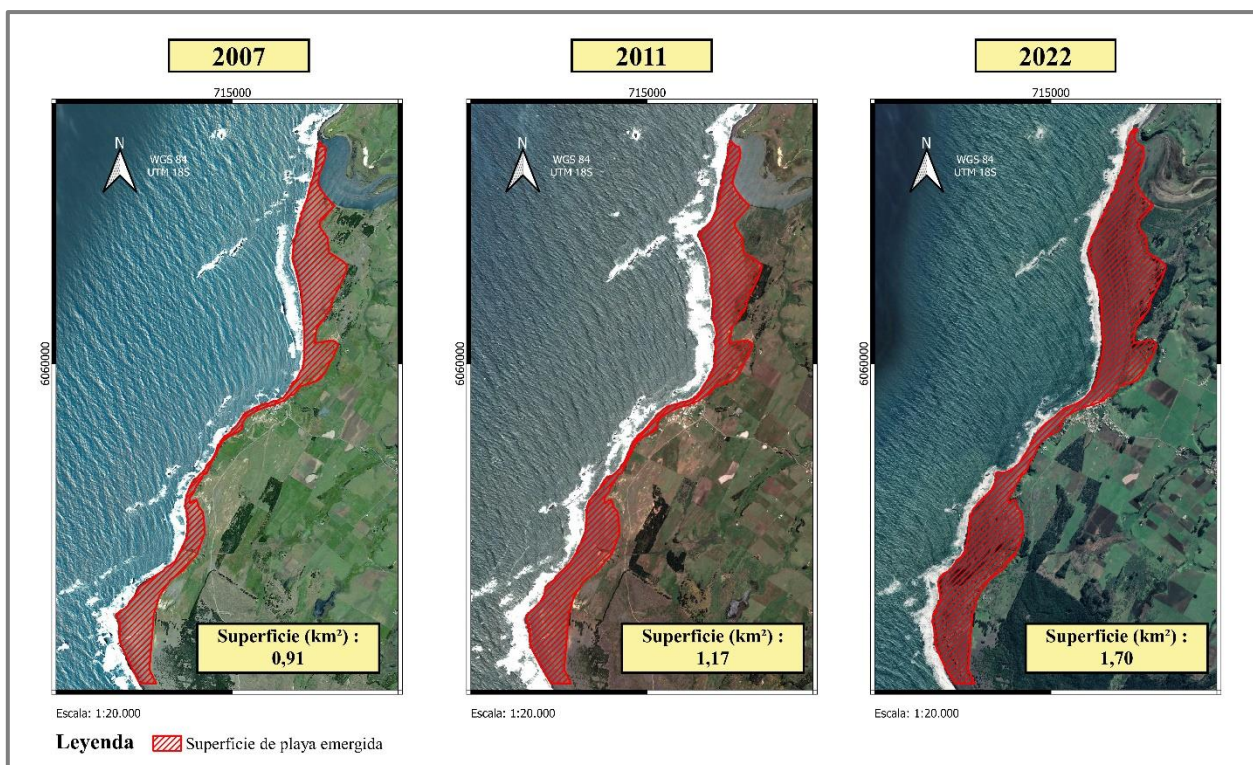 2007
2011
2022
715000
715000
715000
N
WGS 84
UTM 18S
N
WGS 84
UTM 18S
N
WGS 84
UTM 18S
6060000
6060000
6060000
Superficie (km²) :
0,91
Superficie (km²) :
1,17
Superficie (km²) :
1,70
Escala: 1:20.000
Escala: 1:20.000
Escala: 1:20.000
Leyenda
Superficie de playa emergida